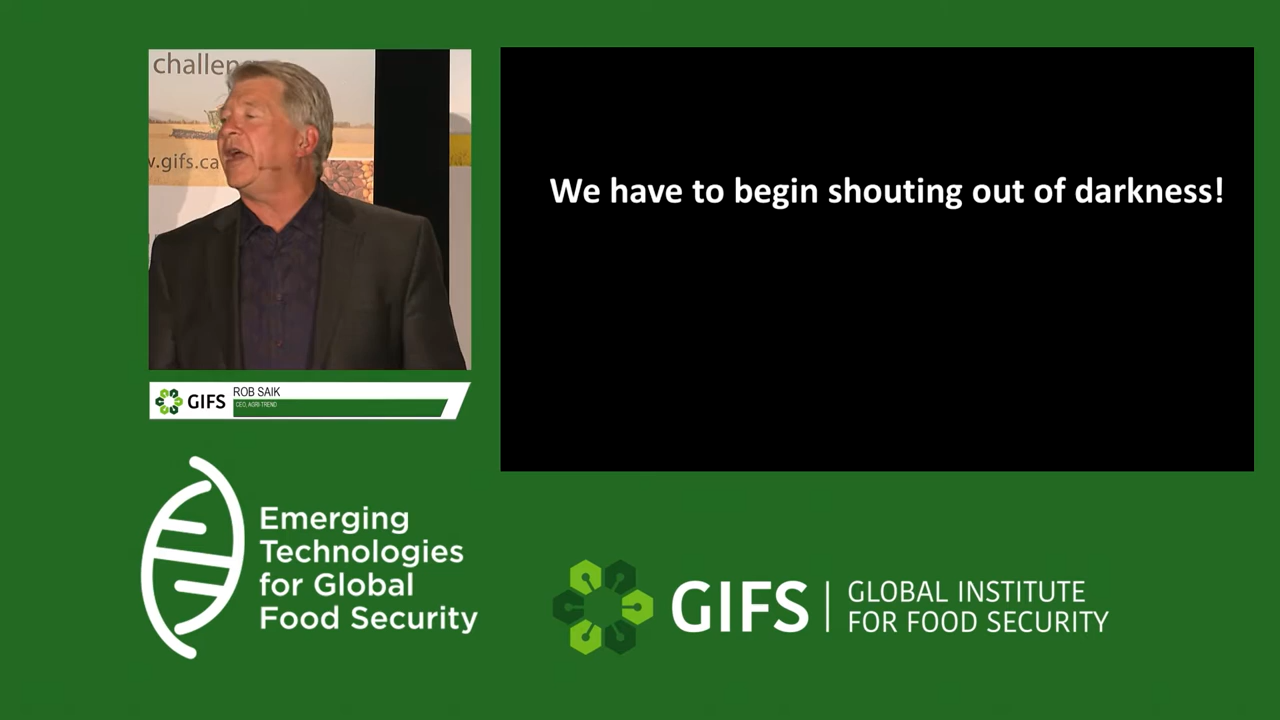 challen
w.gifs.ca
We have to begin shouting out of darkness!
GIFS
ROB SAIK
CEO, AGRI-TREND
Emerging
Technologies
for Global
Food Security
GIFS
GLOBAL INSTITUTE
FOR FOOD SECURITY